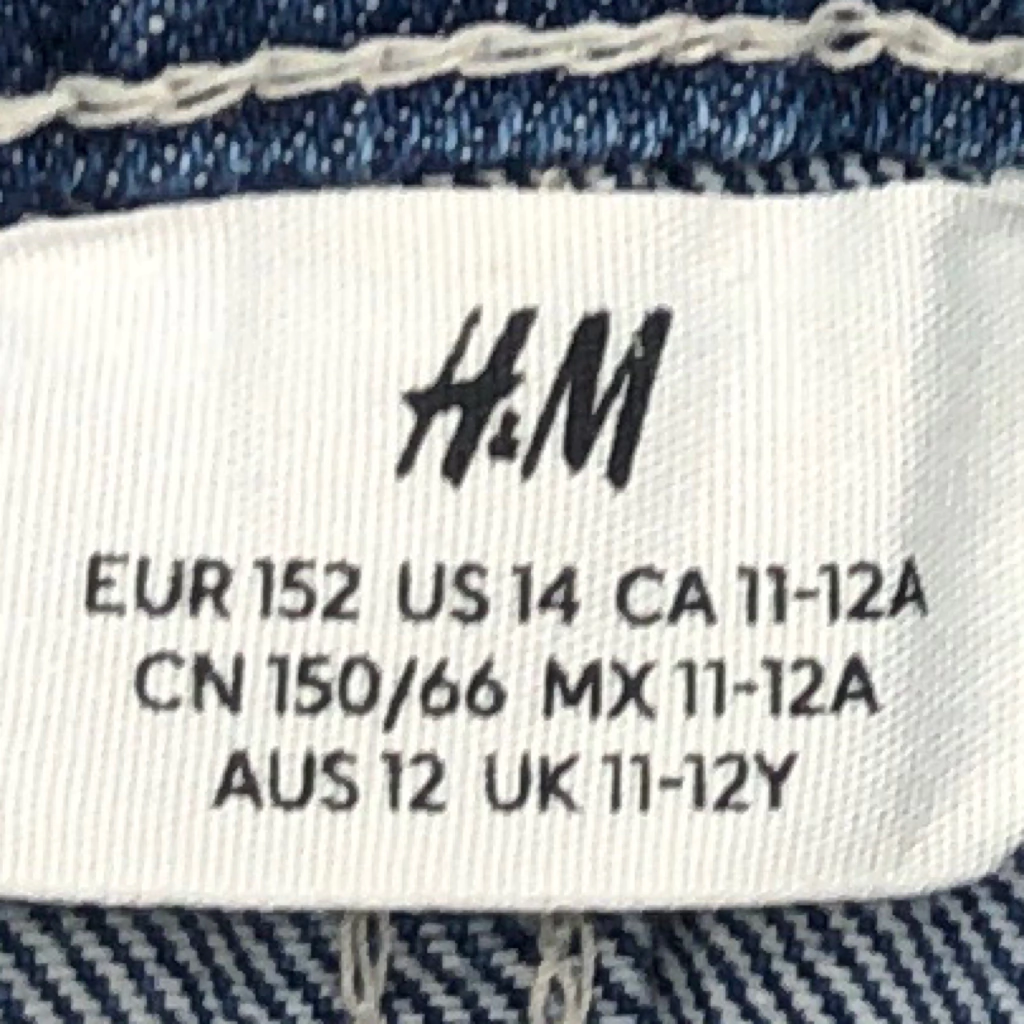 H&M
EUR 152 US 14 CA 11-12A
CN 150/66 MX 11-12A
AUS 12 UK 11-12Y